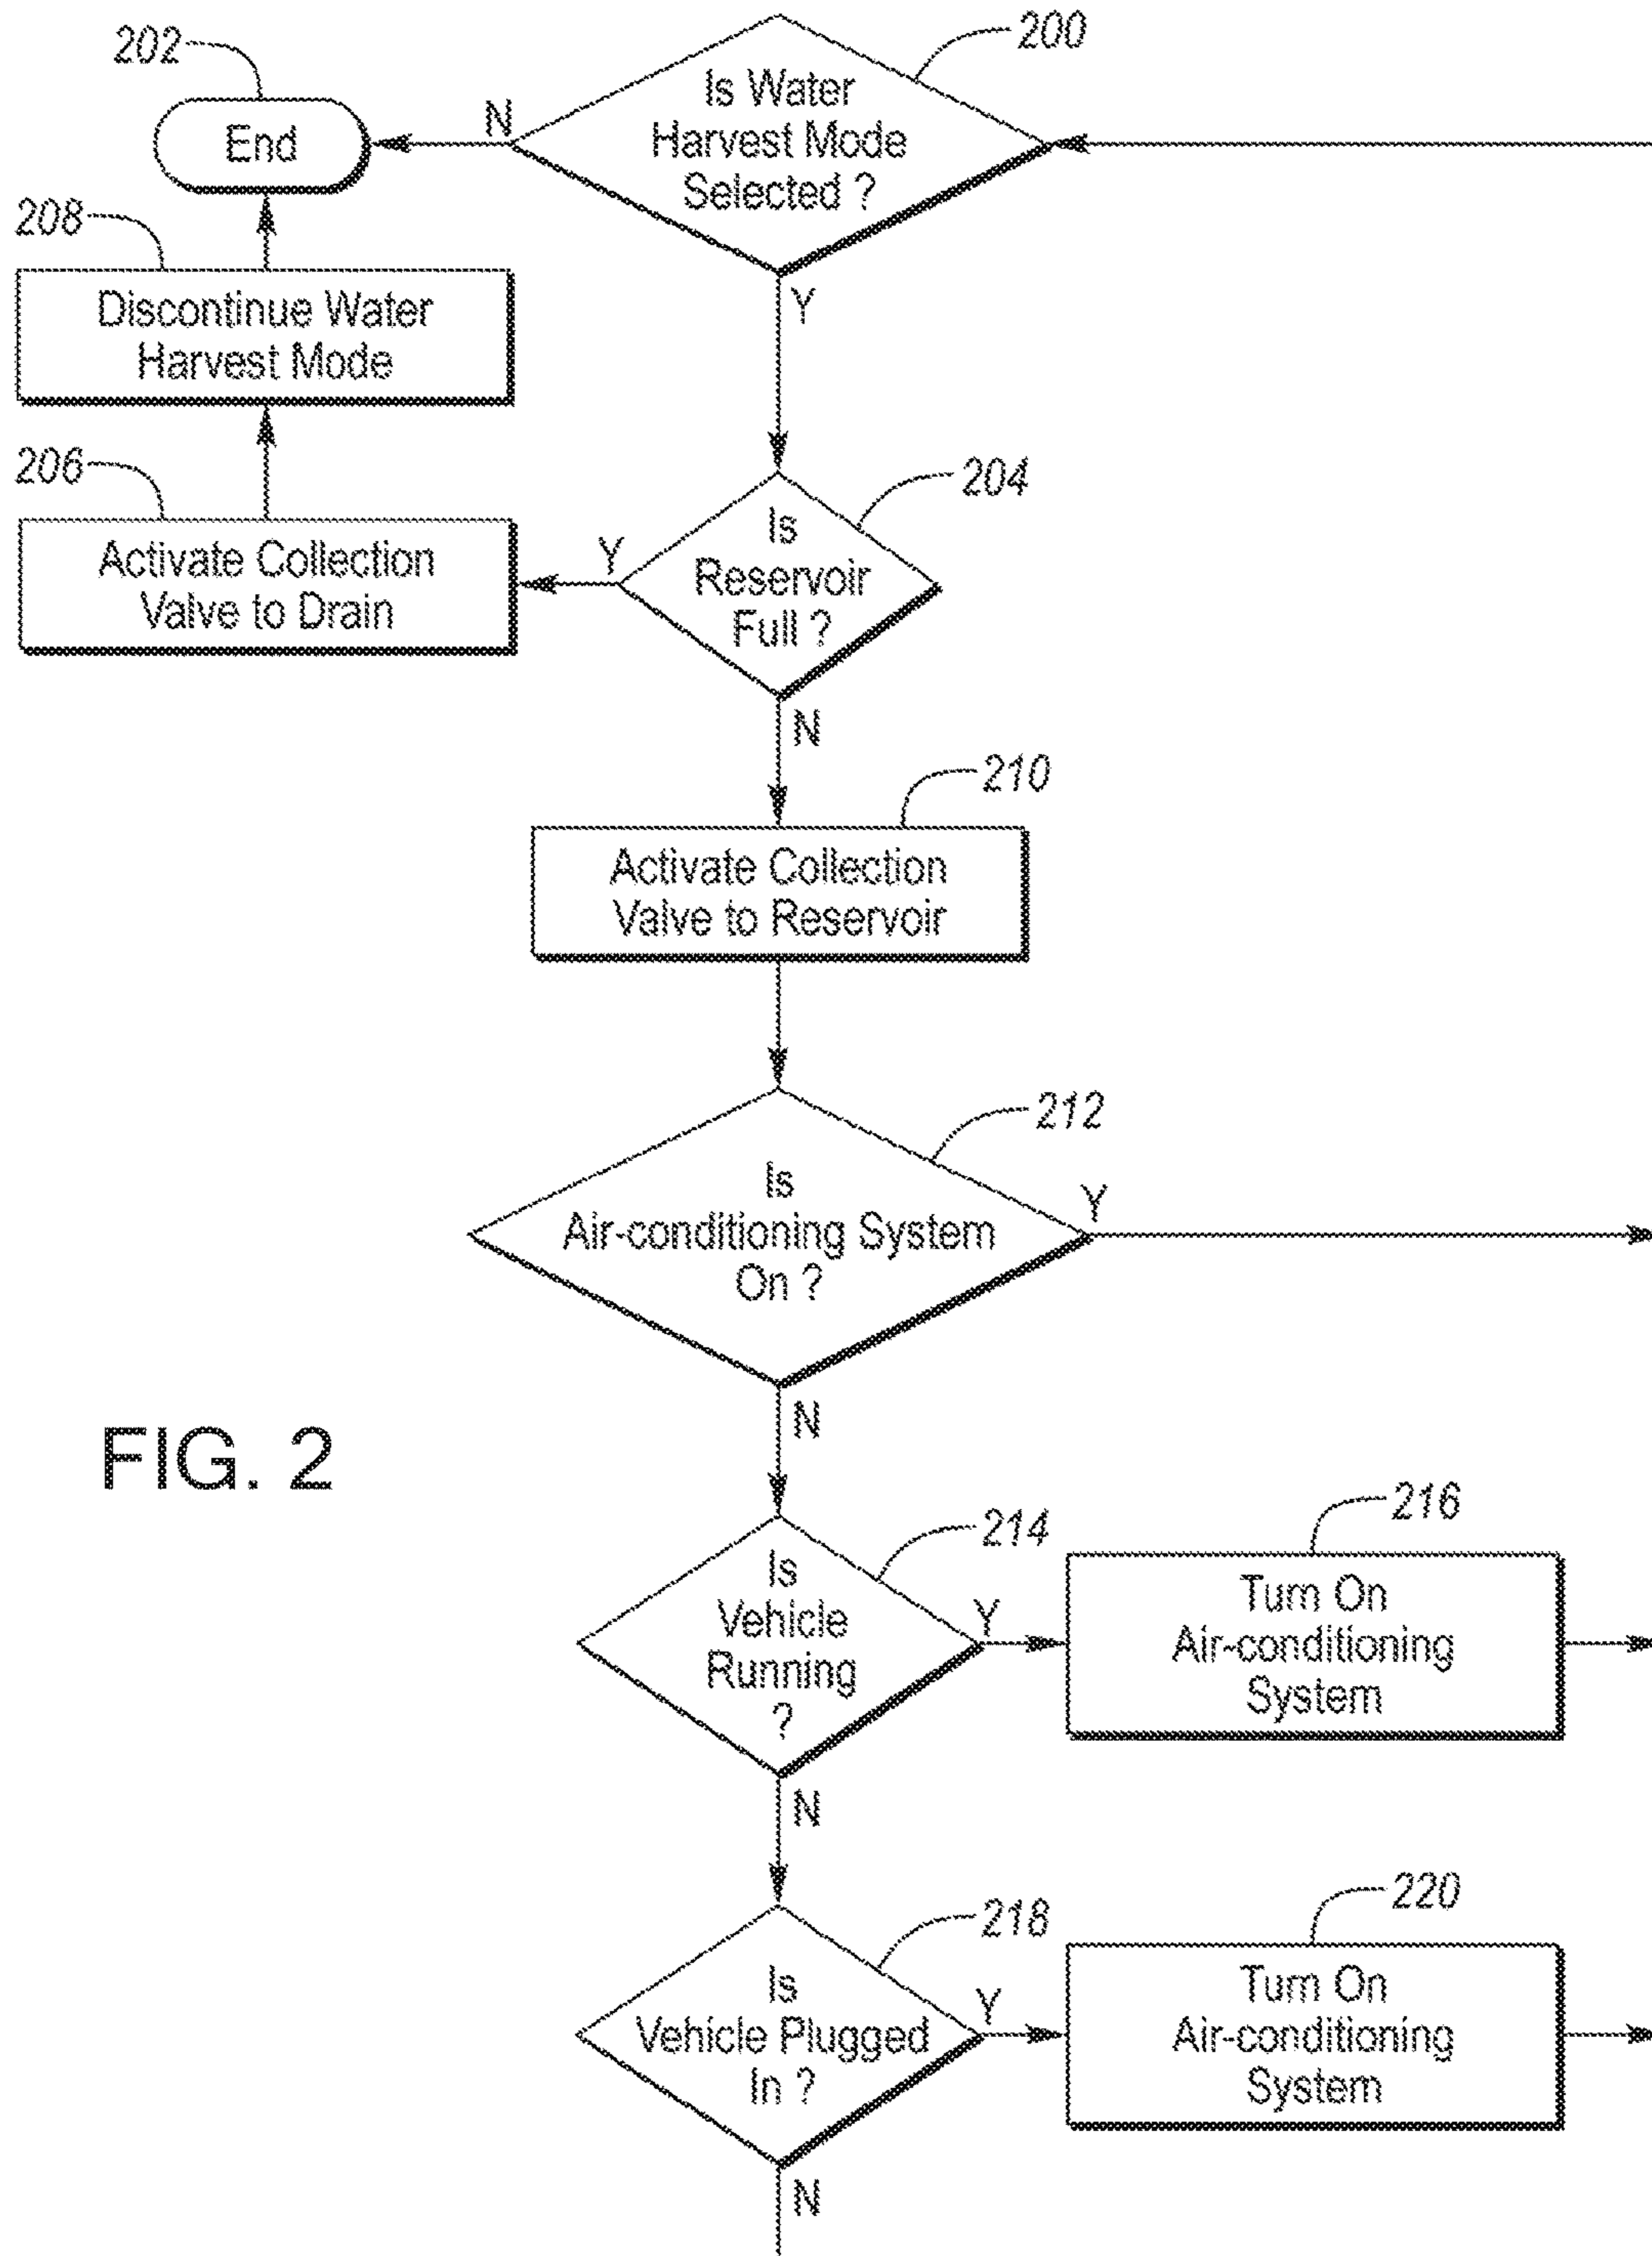 202
200
End
N
Is Water
Harvest Mode
Selected ?
208
Y
Discontinue Water
Harvest Mode
206
204
Activate Collection
Valve to Drain
Y
Is
Reservoir
Full ?
N
210
Activate Collection
Valve to Reservoir
212
Is
Air-conditioning System
On ?
Y
N
FIG. 2
214
216
Is
Vehicle
Running
?
Y
Turn On
Air-conditioning
System
N
218
220
Is
Vehicle Plugged
In ?
Y
Turn On
Air-conditioning
System
N